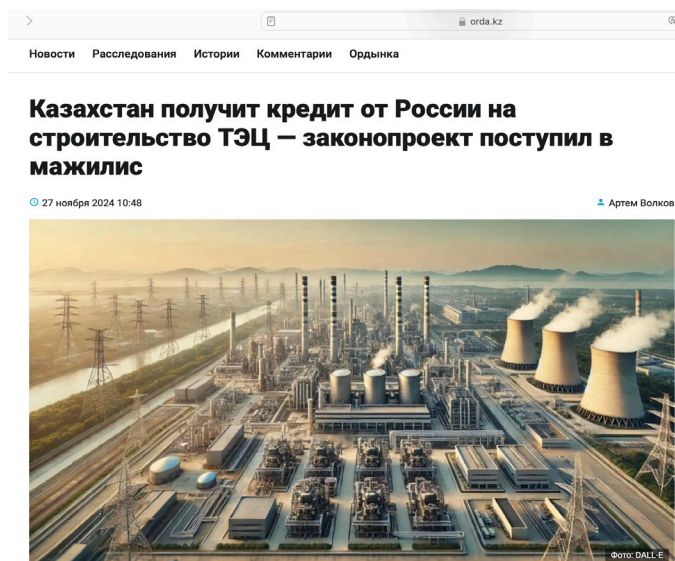 orda.kz
Новости Расследования Истории Комментарии Ордынка
Казахстан получит кредит от России на
строительство ТЭЦ — законопроект поступил в
мажилис
27 ноября 2024 10:48
Артем Волков
Фото: DALL-E